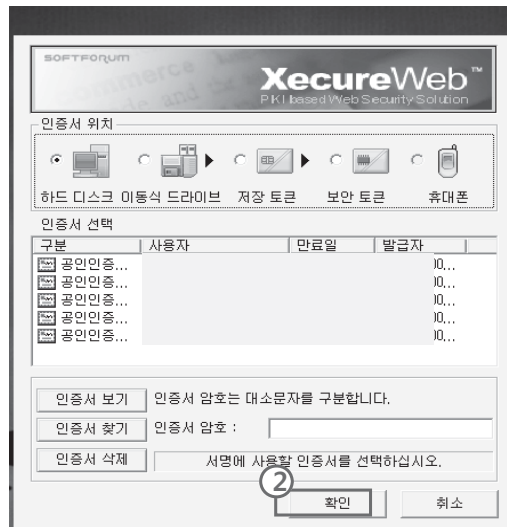 SOFTFORUM
XecureWeb™
PKI based Web Security Solution
인증서 위치
하드 디스크 이동식 드라이브 저장 토큰 보안 토큰 휴대폰
인증서 선택
구분 사용자 만료일 발급자
공인인증... 00...
공인인증... 00...
공인인증... 00...
공인인증... 00...
공인인증... 00...
인증서 보기 인증서 암호는 대소문자를 구분합니다.
인증서 찾기 인증서 암호 :
인증서 삭제 서명에 사용할 인증서를 선택하십시오.
②
확인 취소